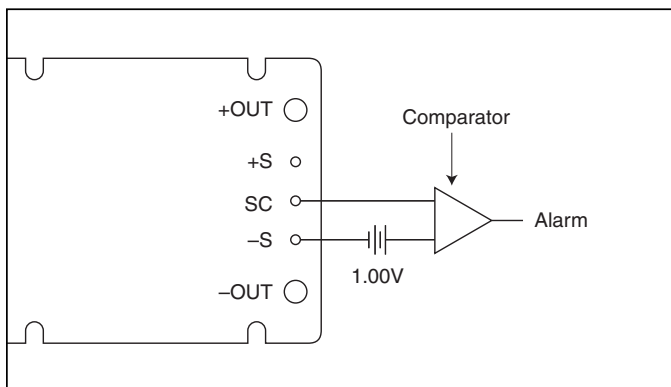 +OUT
Comparator
+S
SC
Alarm
–S
1.00V
–OUT